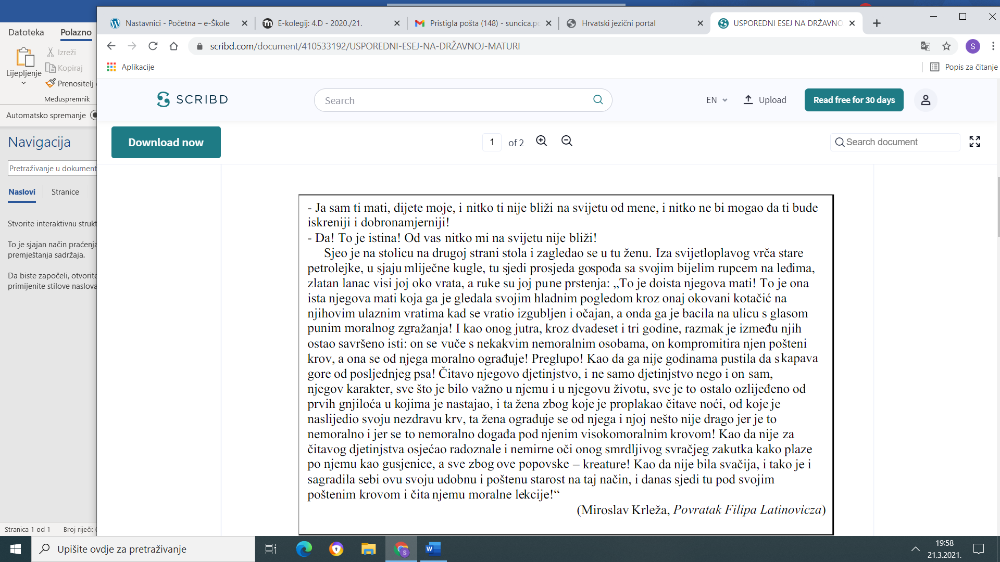 Datoteka
Polazno
Izreži
Kopiraj
Lijepljenje
Prenositelj
Međuspremnik
Automatsko spremanje
Navigacija
Pretraživanje u dokument
Naslovi
Stranice
Stvorite interaktivnu strukt
To je sjajan način praćenja
premještanja sadržaja.
Da biste započeli, otvorite
primijenite stilove naslova
Stranica 1 od 1
Broj riječi:
Nastavnici - Početna – e-Škole
E-kolegij: 4.D - 2020./21.
Pristigla pošta (148) - suncica.po
Hrvatski jezični portal
USPOREDNI ESEJ NA DRŽAVNO
scribd.com/document/410533192/USPOREDNI-ESEJ-NA-DRŽAVNOJ-MATURI
S
Aplikacije
Popis za čitanje
SCRIBD
Search
EN
Upload
Read free for 30 days
Download now
1 of 2
Search document
- Ja sam ti mati, dijete moje, i nitko ti nije bliži na svijetu od mene, i nitko ne bi mogao da ti bude
iskreniji i dobronamjerniji!
- Da! To je istina! Od vas nitko mi na svijetu nije bliži!
Sjeo je na stolicu na drugoj strani stola i zagledao se u tu ženu. Iza svijetloplavog vrča stare
petrolejke, u sjaju mliječne kugle, tu sjedi prosjeda gospođa sa svojim bijelim rupcem na leđima,
zlatan lanac visi joj oko vrata, a ruke su joj pune prstenja: „To je doista njegova mati! To je ona
ista njegova mati koja ga je gledala svojim hladnim pogledom kroz onaj okovani kotačić na
njihovim ulaznim vratima kad se vratio izgubljen i očajan, a onda ga je bacila na ulicu s glasom
punim moralnog zgražanja! I kao onog jutra, kroz dvadeset i tri godine, razmak je između njih
ostao savršeno isti: on se vuče s nekakvim nemoralnim osobama, on kompromitira njen pošteni
krov, a ona se od njega moralno ograđuje! Preglupo! Kao da ga nije godinama pustila da skapava
gore od posljednjeg psa! Čitavo njegovo djetinjstvo, i ne samo djetinjstvo nego i on sam,
njegov karakter, sve što je bilo važno u njemu i u njegovu životu, sve je to ostalo ozlijeđeno od
prvih gnjiloća u kojima je nastajao, i ta žena zbog koje je proplakao čitave noći, od koje je
naslijedio svoju nezdravu krv, ta žena ograđuje se od njega i njoj nešto nije drago jer je to
nemoralno i jer se to nemoralno događa pod njenim visokomoralnim krovom! Kao da nije za
čitavog djetinjstva osjećao radoznale i nemirne oči onog smrdljivog svračjeg zakutka kako plaze
po njemu kao gusjenice, a sve zbog ove popovske – kreature! Kao da nije bila svačija, i tako je i
sagradila sebi ovu svoju udobnu i poštenu starost na taj način, i danas sjedi tu pod svojim
poštenim krovom i čita njemu moralne lekcije!“
(Miroslav Krleža, Povratak Filipa Latinovicza)
Upišite ovdje za pretraživanje
19:58
21.3.2021.